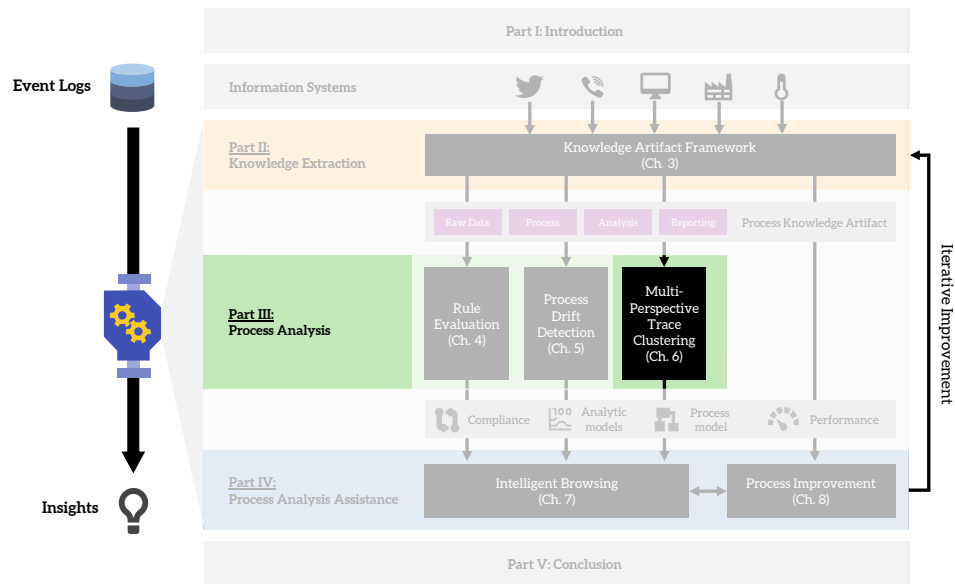 Part I: Introduction
Event Logs
Information Systems
Part II:
Knowledge Extraction
Knowledge Artifact Framework
(Ch. 3)
Raw Data
Process
Analysis
Reporting
Process Knowledge Artifact
Part III:
Process Analysis
Rule
Evaluation
(Ch. 4)
Process
Drift
Detection
(Ch. 5)
Multi-
Perspective
Trace
Clustering
(Ch. 6)
Iterative Improvement
Compliance
100
Analytic
models
Process
model
Performance
Part IV:
Process Analysis Assistance
Intelligent Browsing
(Ch. 7)
Process Improvement
(Ch. 8)
Insights
Part V: Conclusion